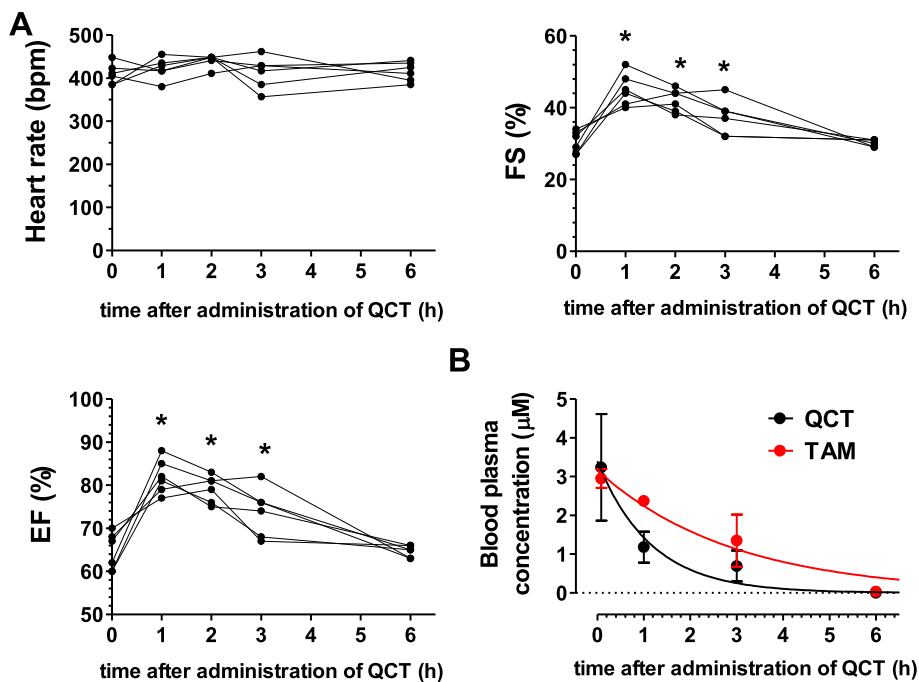 A
Heart rate (bpm)
500
400
300
200
100
0
0 1 2 3 4 5 6
time after administration of QCT (h)
FS (%)
60
40
20
0
* * *
0 1 2 3 4 5 6
time after administration of QCT (h)
EF (%)
100
90
80
70
60
50
* * *
0 1 2 3 4 5 6
time after administration of QCT (h)
B
Blood plasma
concentration (μM)
5
4
3
2
1
0
QCT
TAM
0 1 2 3 4 5 6
time after administration of QCT (h)